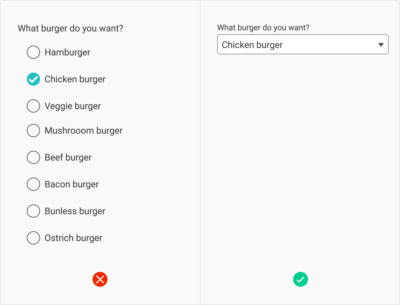 What burger do you want?
Hamburger
Chicken burger
Veggie burger
Mushrooom burger
Beef burger
Bacon burger
Bunless burger
Ostrich burger
What burger do you want?
Chicken burger